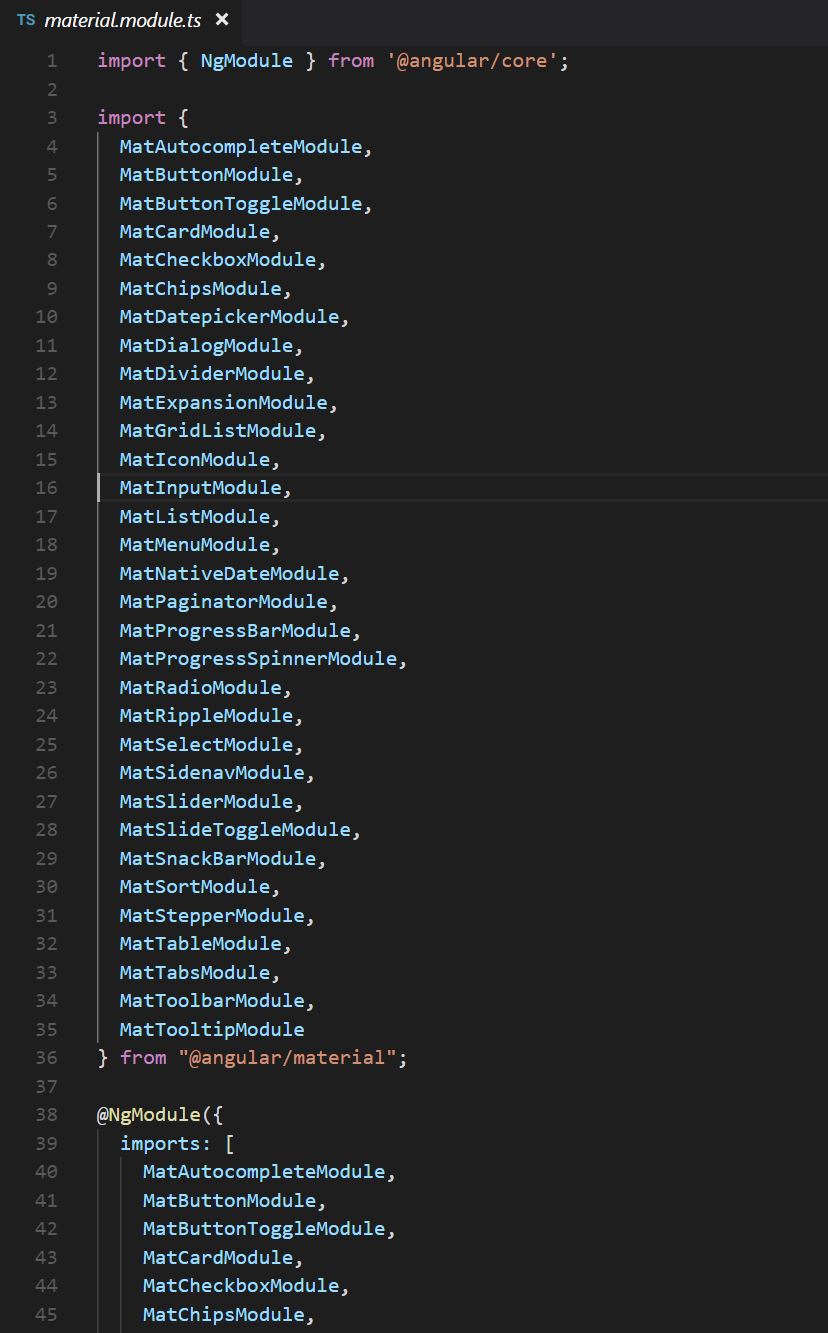 TS material.module.ts ×
1 import { NgModule } from '@angular/core';
2
3 import {
4 MatAutocompleteModule,
5 MatButtonModule,
6 MatButtonToggleModule,
7 MatCardModule,
8 MatCheckboxModule,
9 MatChipsModule,
10 MatDatepickerModule,
11 MatDialogModule,
12 MatDividerModule,
13 MatExpansionModule,
14 MatGridListModule,
15 MatIconModule,
16 MatInputModule,
17 MatListModule,
18 MatMenuModule,
19 MatNativeDateModule,
20 MatPaginatorModule,
21 MatProgressBarModule,
22 MatProgressSpinnerModule,
23 MatRadioModule,
24 MatRippleModule,
25 MatSelectModule,
26 MatSidenavModule,
27 MatSliderModule,
28 MatSlideToggleModule,
29 MatSnackBarModule,
30 MatSortModule,
31 MatStepperModule,
32 MatTableModule,
33 MatTabsModule,
34 MatToolbarModule,
35 MatTooltipModule
36 } from "@angular/material";
37
38 @NgModule({
39 imports: [
40 MatAutocompleteModule,
41 MatButtonModule,
42 MatButtonToggleModule,
43 MatCardModule,
44 MatCheckboxModule,
45 MatChipsModule,